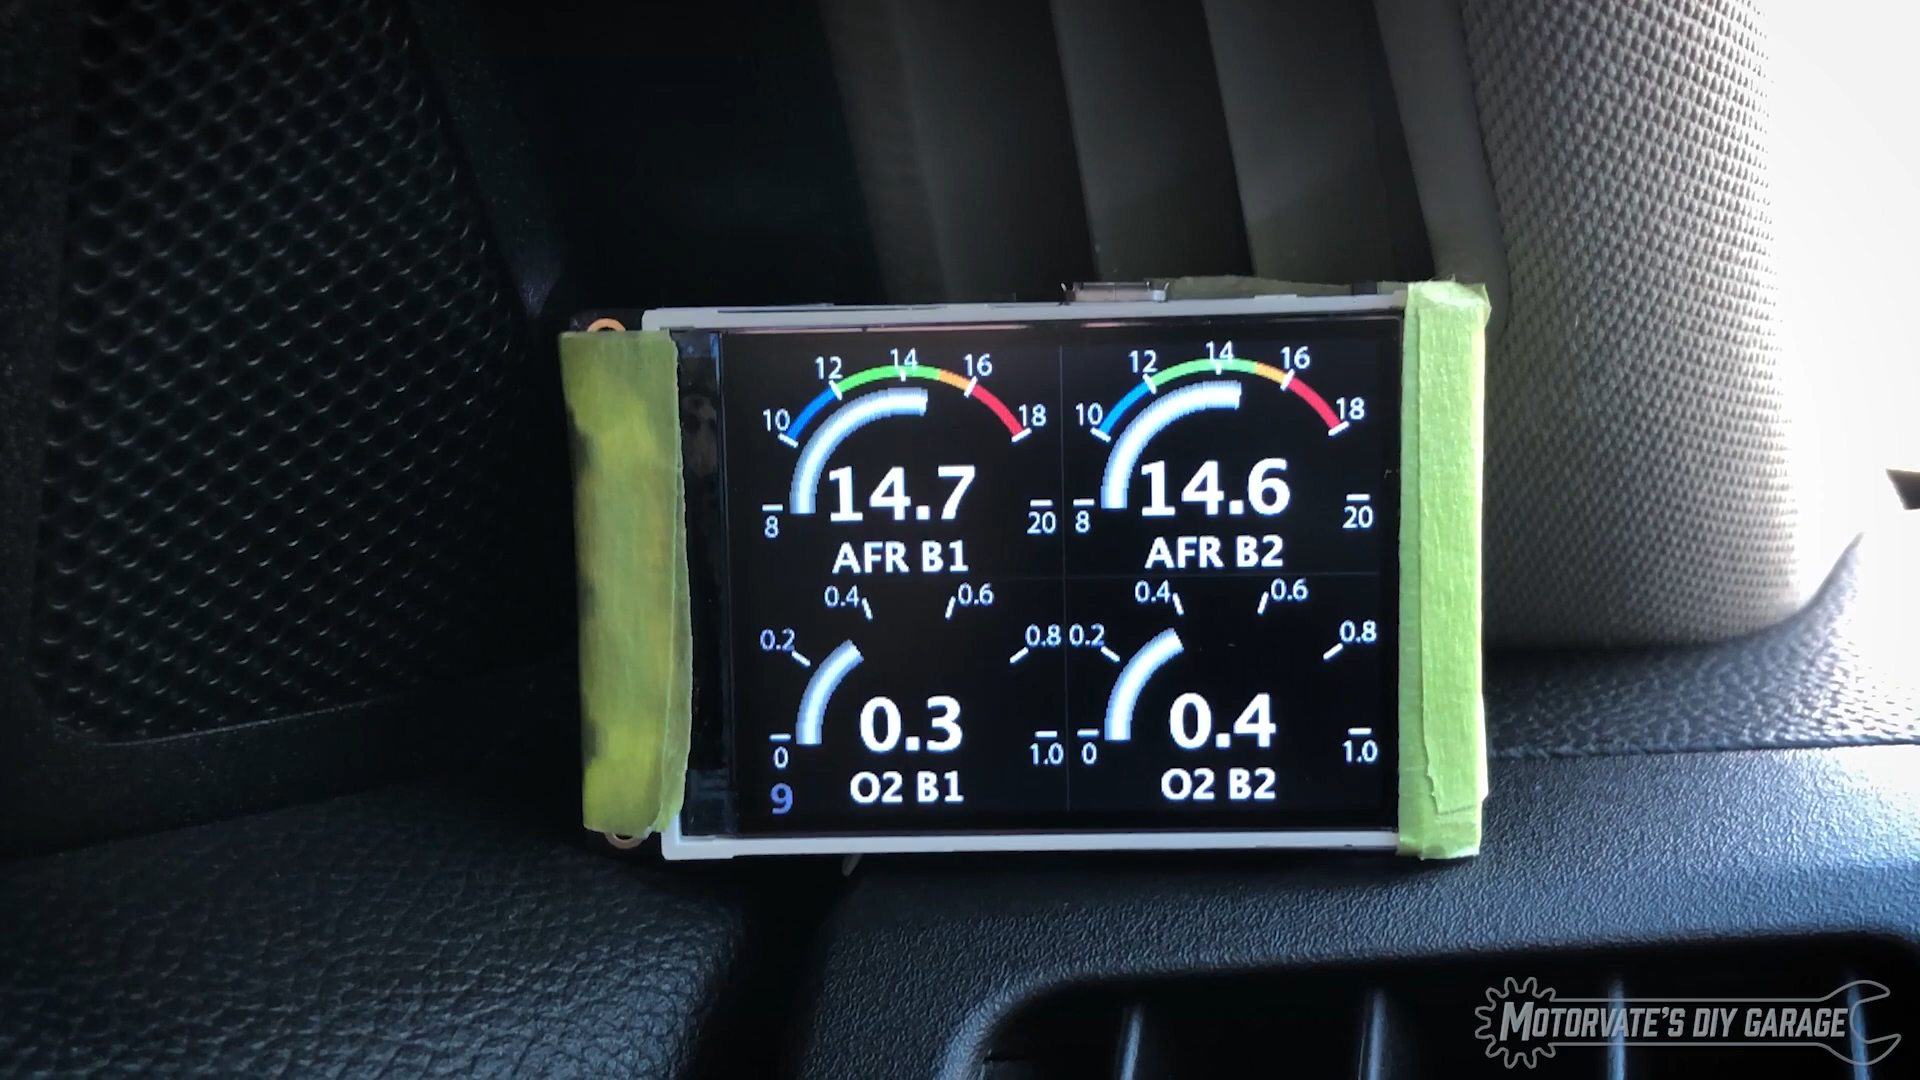 10 12 14 16 18
8 14.7 20
AFR B1
10 12 14 16 18
8 14.6 20
AFR B2
0.2 0.4 0.6 0.8
0 0.3 1.0
9 O2 B1
0.2 0.4 0.6 0.8
0 0.4 1.0
O2 B2
MOTORVATE'S DIY GARAGE